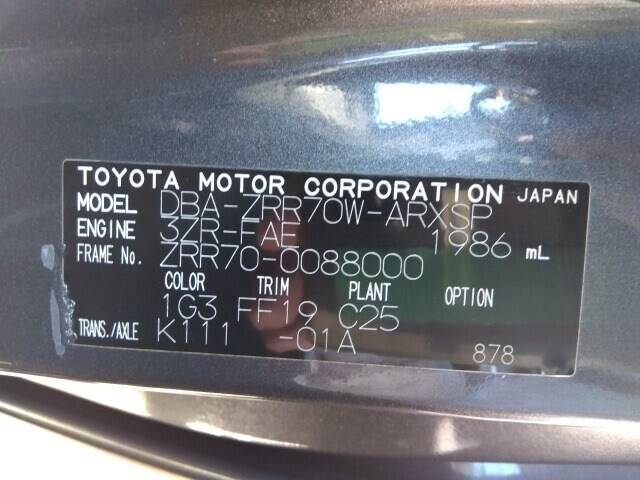 TOYOTA MOTOR CORPORATION JAPAN
MODEL DBA-ZRR70W-ARXSP
ENGINE 3ZR-FAE 1986 mL
FRAME No. ZRR70-0088000
COLOR TRIM PLANT OPTION
1G3 FF19 C25
TRANS./AXLE K111 -01A 878